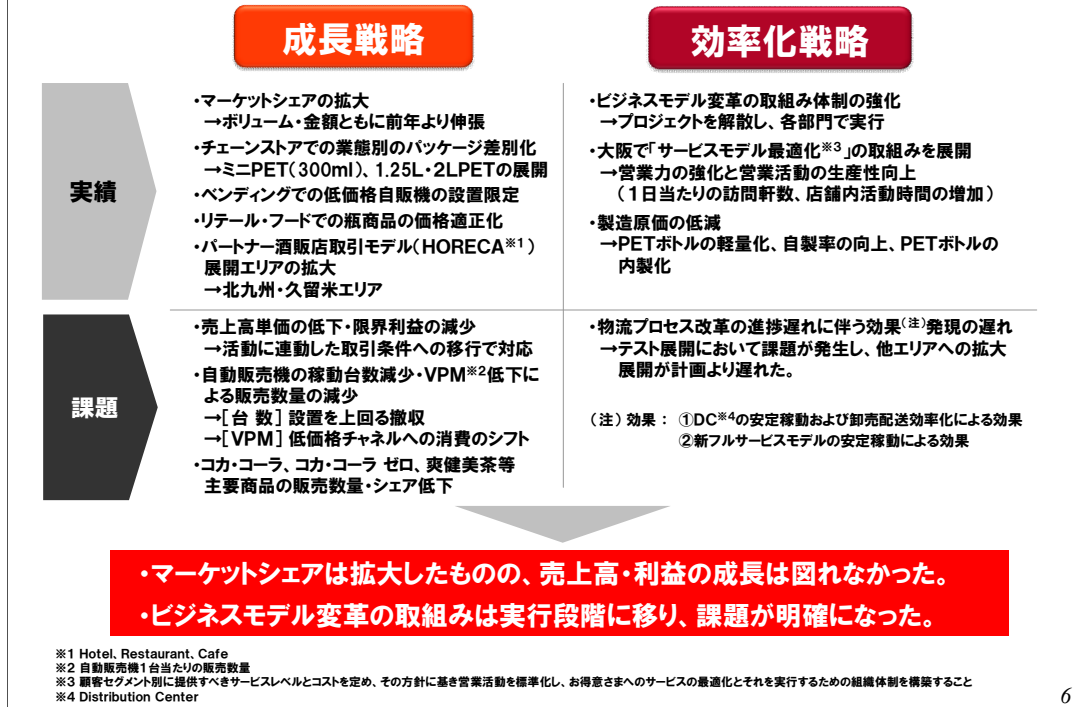 成長戦略
効率化戦略
実績
・マーケットシェアの拡大
→ボリューム・金額ともに前年より伸張
・チェーンストアでの業態別のパッケージ差別化
→ミニPET(300ml)、1.25L・2LPETの展開
・ベンディングでの低価格自販機の設置限定
・リテール・フードでの瓶商品の価格適正化
・パートナー酒販店取引モデル(HORECA※1)
展開エリアの拡大
→北九州・久留米エリア
・ビジネスモデル変革の取組み体制の強化
→プロジェクトを解散し、各部門で実行
・大阪で「サービスモデル最適化※3」の取組みを展開
→営業力の強化と営業活動の生産性向上
(1日当たりの訪問軒数、店舗内活動時間の増加)
・製造原価の低減
→PETボトルの軽量化、自製率の向上、PETボトルの
内製化
課題
・売上高単価の低下・限界利益の減少
→活動に連動した取引条件への移行で対応
・自動販売機の稼動台数減少・VPM※2低下に
よる販売数量の減少
→[台 数] 設置を上回る撤収
→[VPM] 低価格チャネルへの消費のシフト
・コカ・コーラ、コカ・コーラ ゼロ、爽健美茶等
主要商品の販売数量・シェア低下
・物流プロセス改革の進捗遅れに伴う効果(注)発現の遅れ
→テスト展開において課題が発生し、他エリアへの拡大
展開が計画より遅れた。
(注) 効果 : ①DC※4の安定稼動および卸売配送効率化による効果
②新フルサービスモデルの安定稼動による効果
・マーケットシェアは拡大したものの、売上高・利益の成長は図れなかった。
・ビジネスモデル変革の取組みは実行段階に移り、課題が明確になった。
※1 Hotel、Restaurant、Cafe
※2 自動販売機1台当たりの販売数量
※3 顧客セグメント別に提供すべきサービスレベルとコストを定め、その方針に基き営業活動を標準化し、お得意さまへのサービスの最適化とそれを実行するための組織体制を構築すること
※4 Distribution Center
6